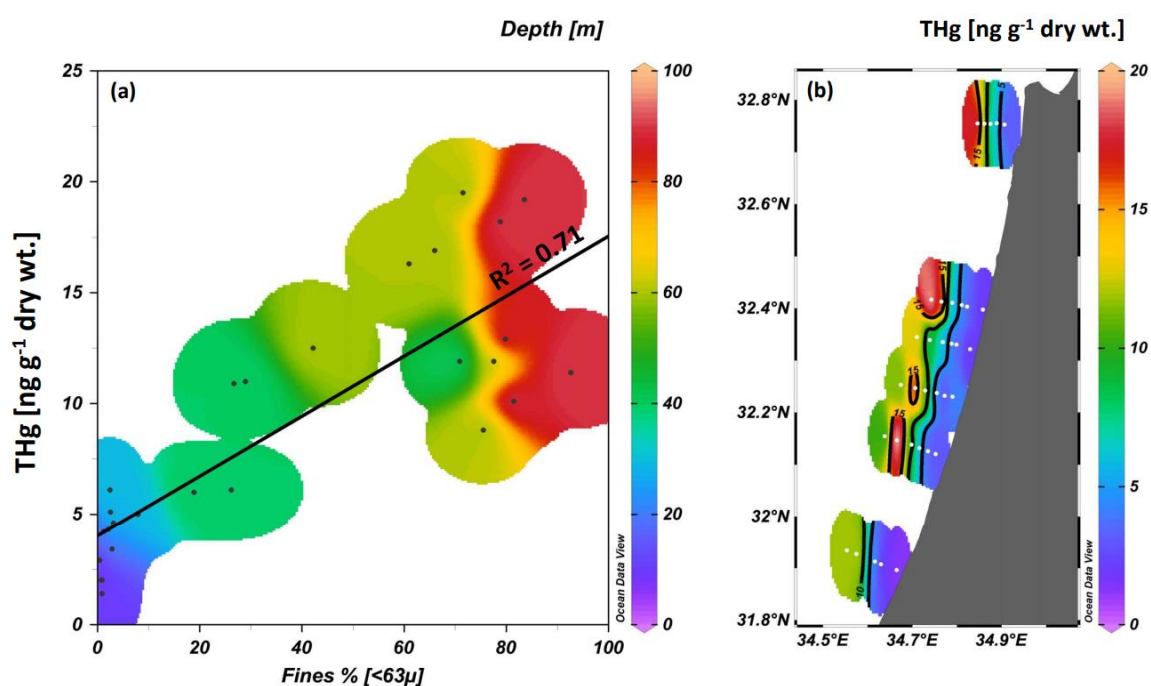 Depth [m]
THg [ng g⁻¹ dry wt.]
(a)
25
20
15
10
5
0
THg [ng g⁻¹ dry wt.]
R² = 0.71
0
20
40
60
80
100
Fines % [<63µ]
100
80
60
40
20
0
Ocean Data View
(b)
32.8°N
32.6°N
32.4°N
32.2°N
32°N
31.8°N
34.5°E
34.7°E
34.9°E
5
15
15
15
15
15
10
20
15
10
5
0
Ocean Data View